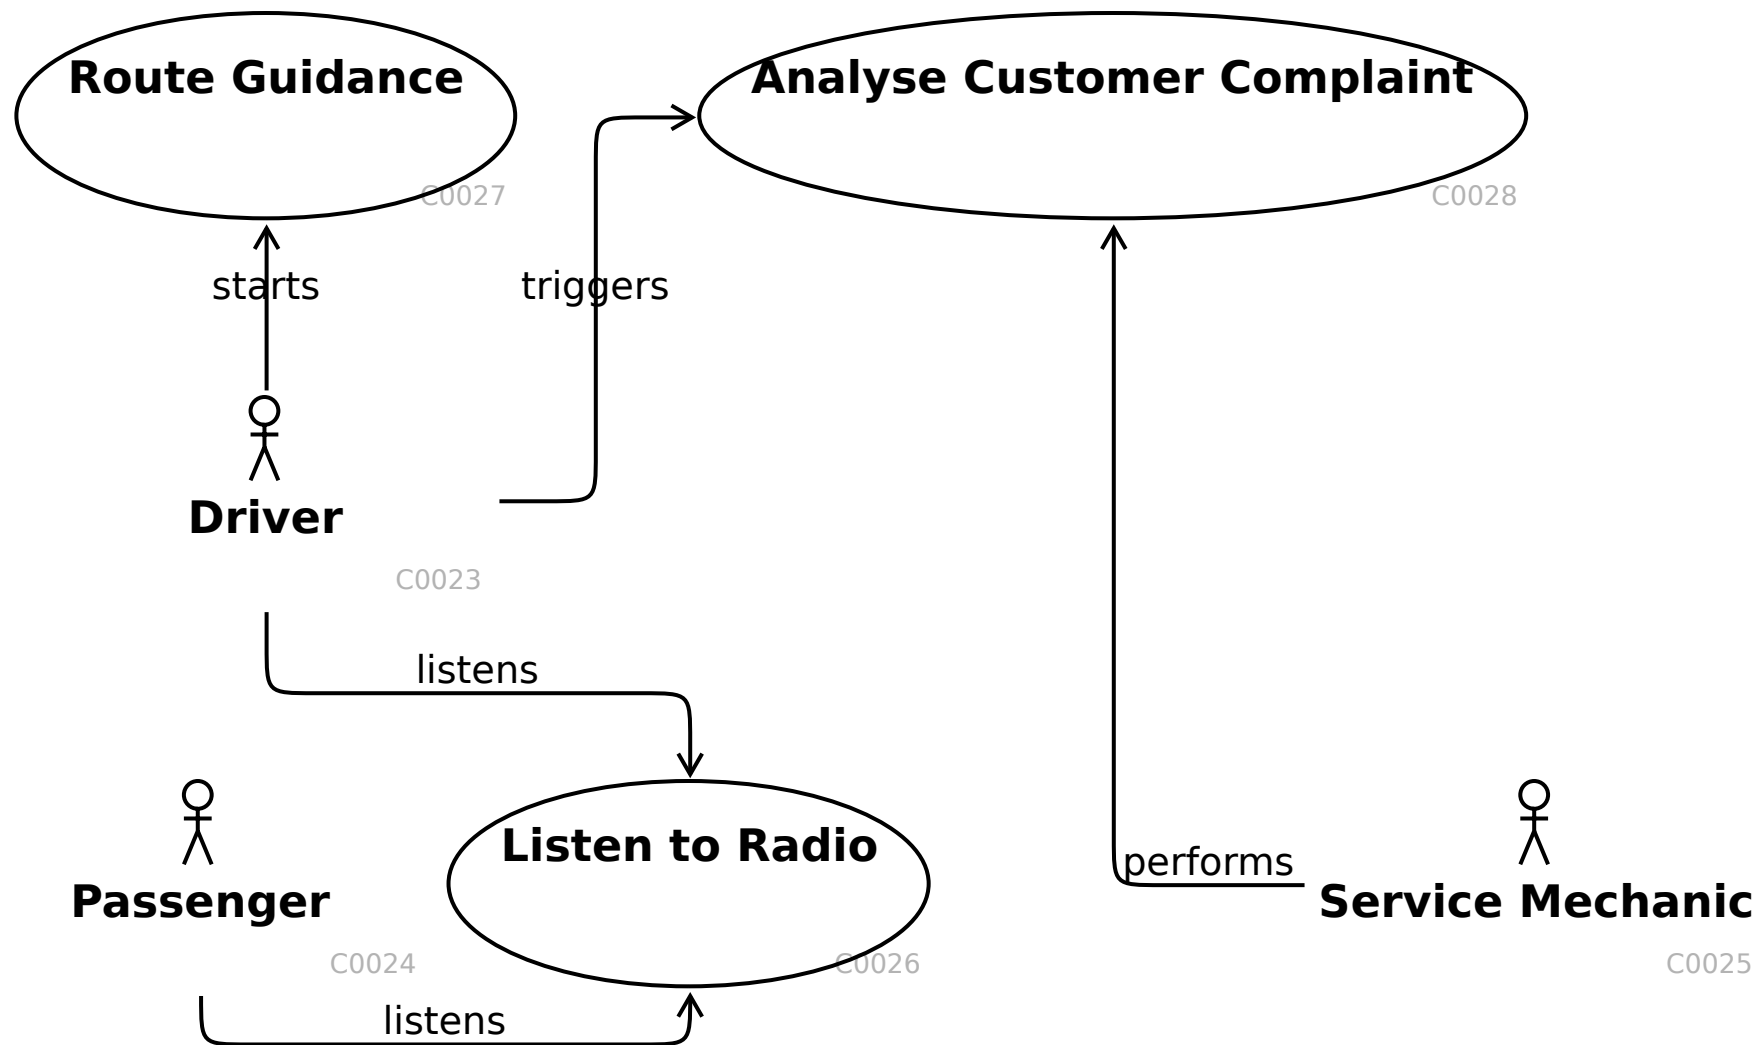 Route Guidance
Analyse Customer Complaint
C0027
C0028
starts
triggers
Driver
C0023
listens
Listen to Radio
performs
Passenger
Service Mechanic
C0024
C0026
C0025
listens